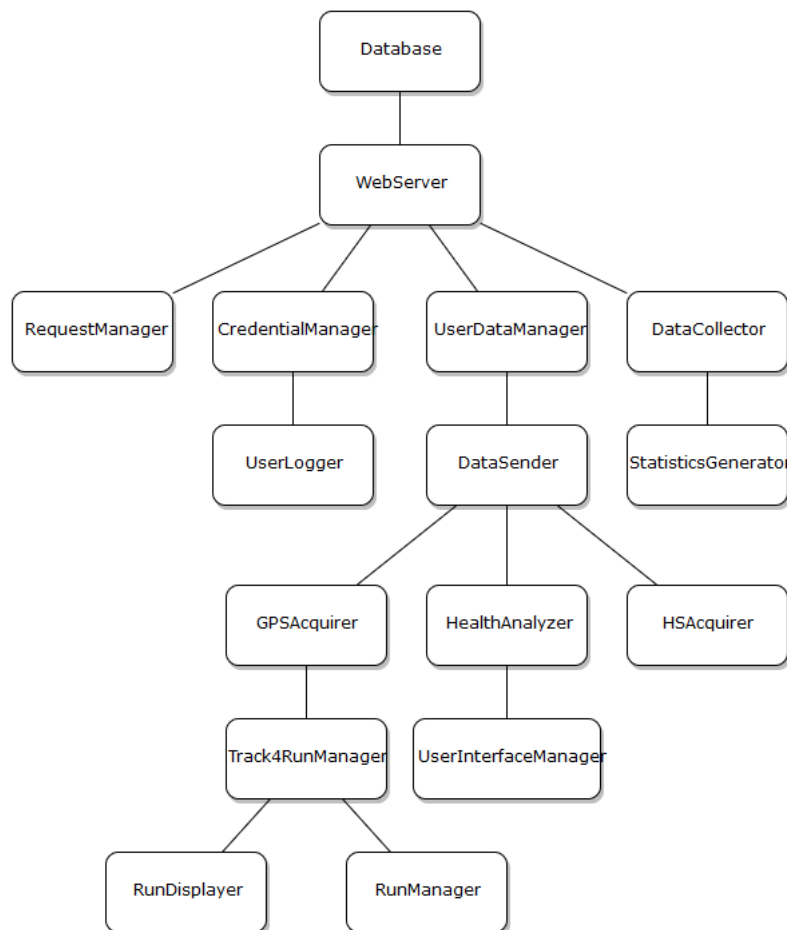 Database
WebServer
RequestManager
CredentialManager
UserDataManager
DataCollector
UserLogger
DataSender
StatisticsGenerator
GPSAcquirer
HealthAnalyzer
HSAcquirer
Track4RunManager
UserInterfaceManager
RunDisplayer
RunManager